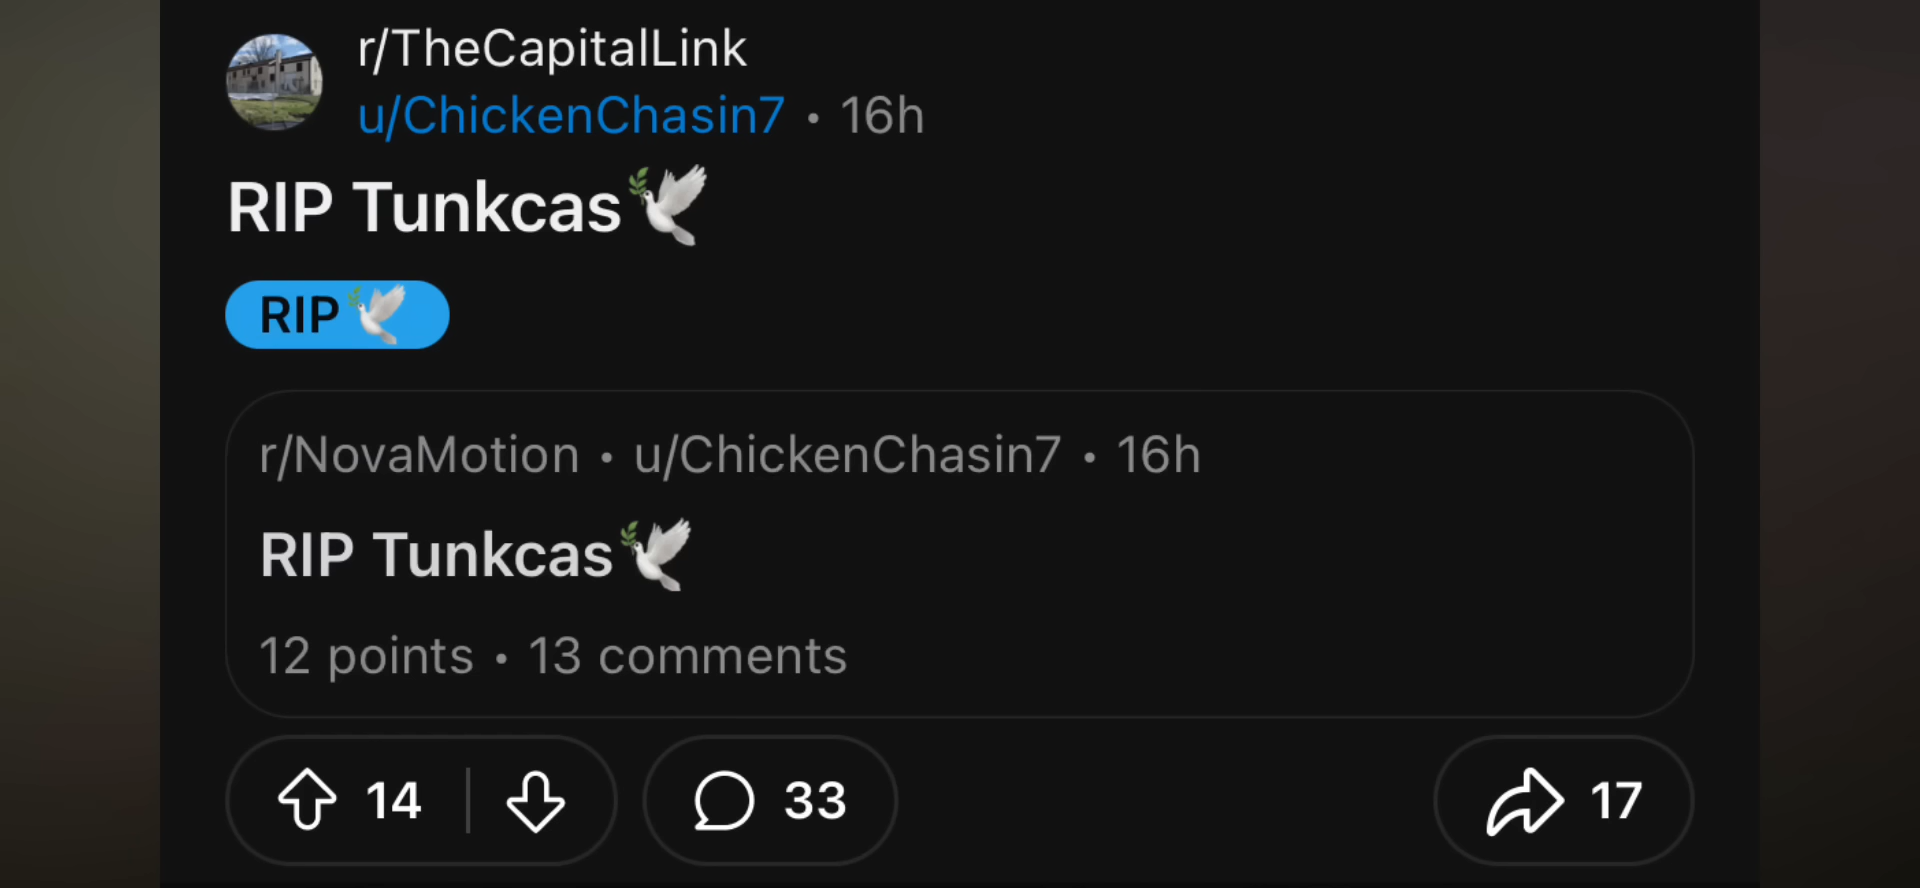 r/TheCapitalLink
u/ChickenChasin7 • 16h
RIP Tunkcas🕊️
RIP🕊️
r/NovaMotion • u/ChickenChasin7 • 16h
RIP Tunkcas🕊️
12 points • 13 comments
14 33 17